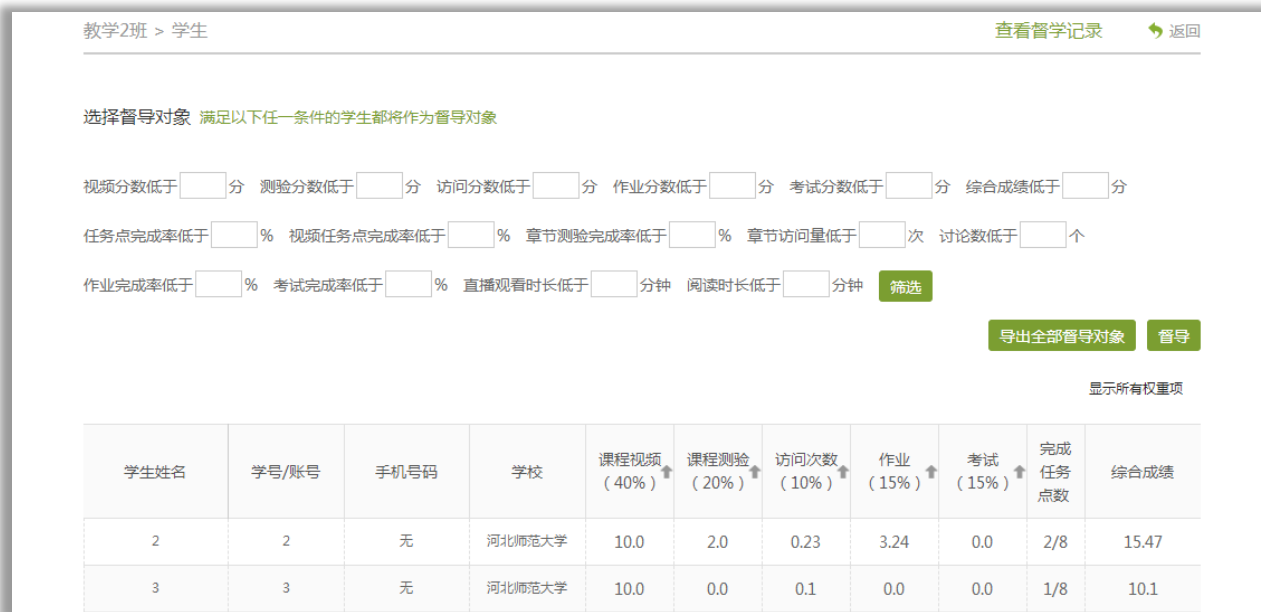 教学2班 > 学生 查看督学记录 返回
选择督导对象 满足以下任一条件的学生都将作为督导对象
视频分数低于 分 测验分数低于 分 访问分数低于 分 作业分数低于 分 考试分数低于 分 综合成绩低于 分
任务点完成率低于 % 视频任务点完成率低于 % 章节测验完成率低于 % 章节访问量低于 次 讨论数低于 个
作业完成率低于 % 考试完成率低于 % 直播观看时长低于 分钟 阅读时长低于 分钟 筛选
导出全部督导对象 督导
显示所有权重项
学生姓名 学号/账号 手机号码 学校 课程视频(40%) 课程测验(20%) 访问次数(10%) 作业(15%) 考试(15%) 完成任务点数 综合成绩
2 2 无 河北师范大学 10.0 2.0 0.23 3.24 0.0 2/8 15.47
3 3 无 河北师范大学 10.0 0.0 0.1 0.0 0.0 1/8 10.1